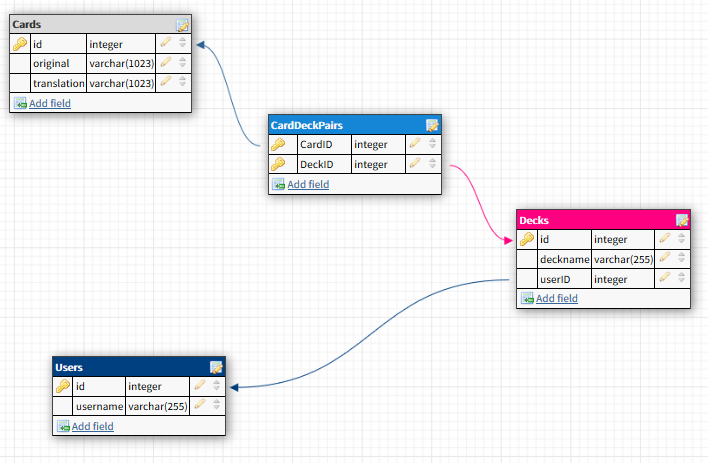 Cards
id integer
original varchar(1023)
translation varchar(1023)
Add field
CardDeckPairs
CardID integer
DeckID integer
Add field
Decks
id integer
deckname varchar(255)
userID integer
Add field
Users
id integer
username varchar(255)
Add field